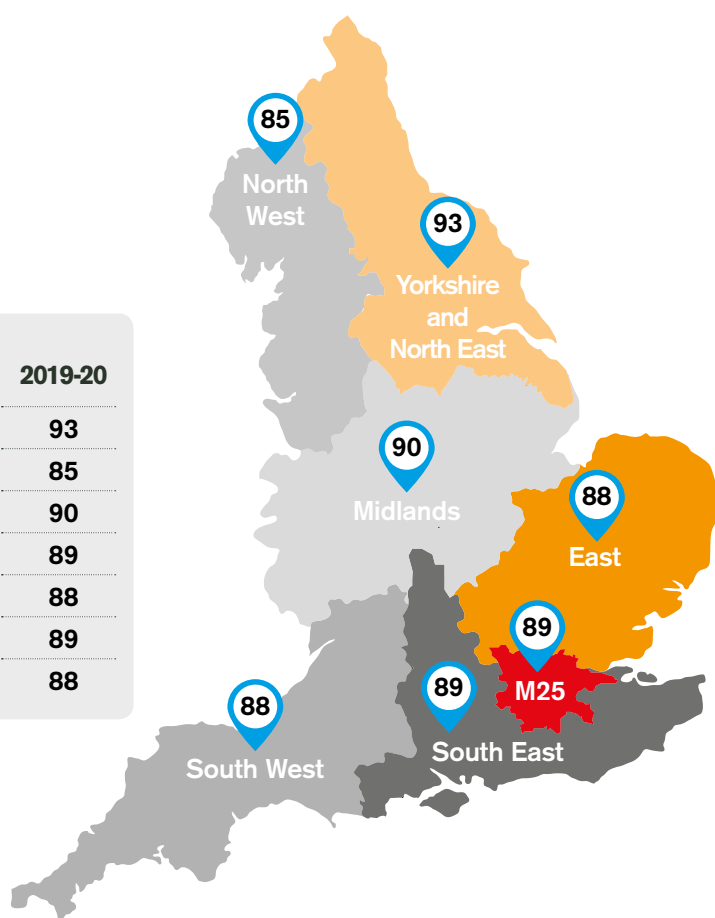 2019-20
93
85
90
89
88
89
88
85
North
West
93
Yorkshire
and
North East
90
Midlands
88
East
89
M25
89
South East
88
South West